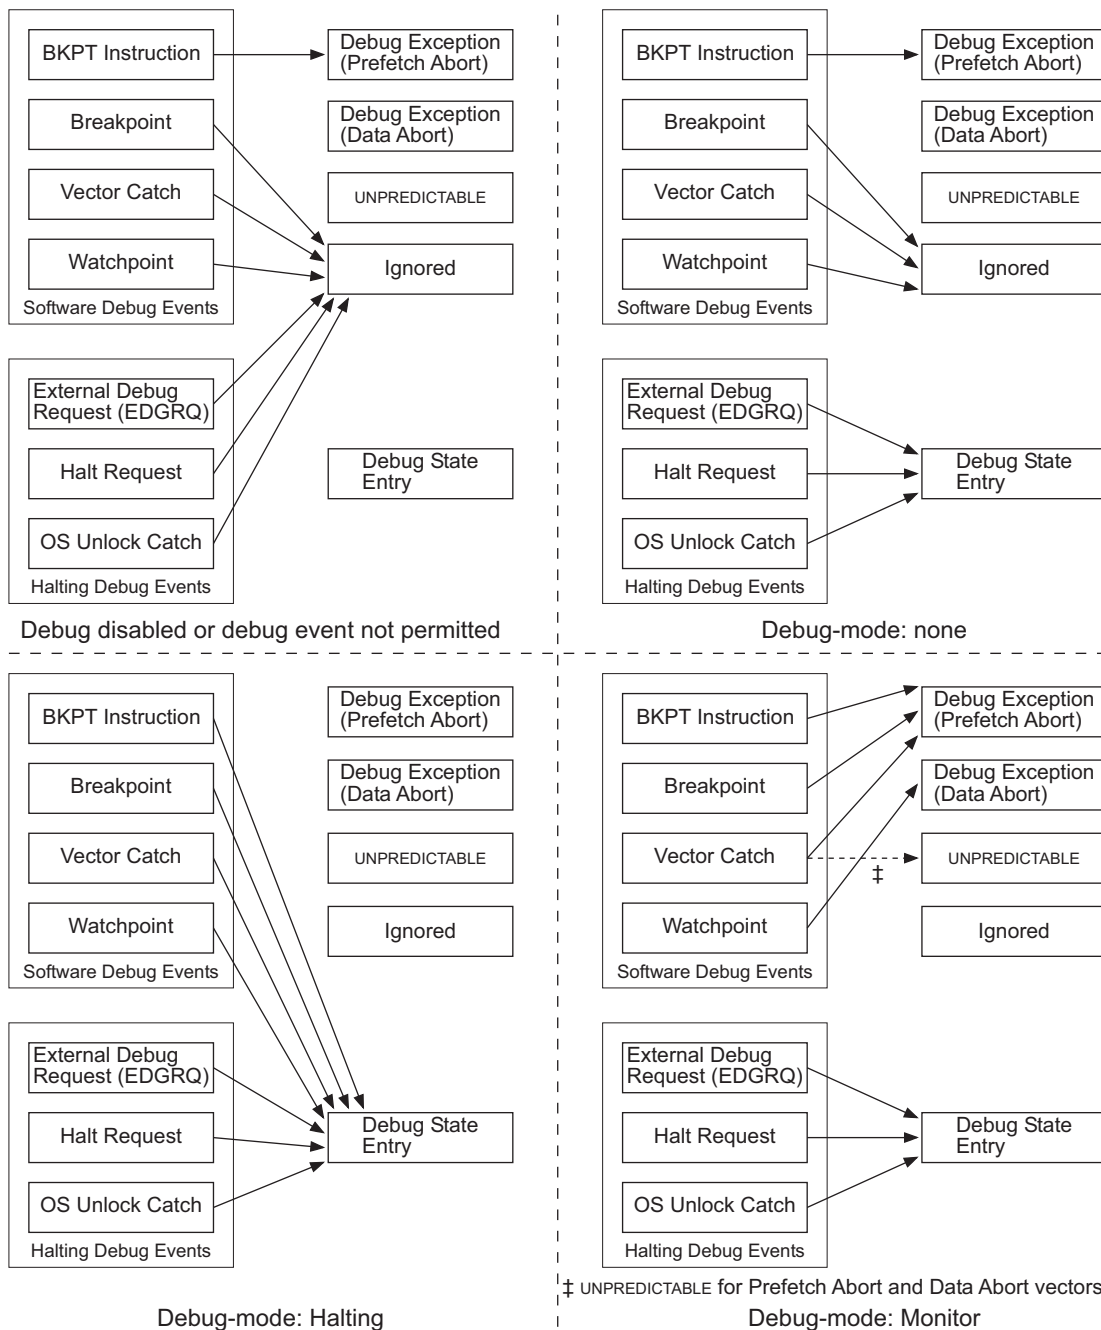 BKPT Instruction
Debug Exception
(Prefetch Abort)
Breakpoint
Debug Exception
(Data Abort)
Vector Catch
UNPREDICTABLE
Watchpoint
Ignored
Software Debug Events
External Debug
Request (EDGRQ)
Halt Request
Debug State
Entry
OS Unlock Catch
Halting Debug Events
Debug disabled or debug event not permitted
BKPT Instruction
Debug Exception
(Prefetch Abort)
Breakpoint
Debug Exception
(Data Abort)
Vector Catch
UNPREDICTABLE
Watchpoint
Ignored
Software Debug Events
External Debug
Request (EDGRQ)
Halt Request
Debug State
Entry
OS Unlock Catch
Halting Debug Events
Debug-mode: none
BKPT Instruction
Debug Exception
(Prefetch Abort)
Breakpoint
Debug Exception
(Data Abort)
Vector Catch
UNPREDICTABLE
Watchpoint
Ignored
Software Debug Events
External Debug
Request (EDGRQ)
Halt Request
Debug State
Entry
OS Unlock Catch
Halting Debug Events
Debug-mode: Halting
BKPT Instruction
Debug Exception
(Prefetch Abort)
Breakpoint
Debug Exception
(Data Abort)
Vector Catch
‡
UNPREDICTABLE
Watchpoint
Ignored
Software Debug Events
External Debug
Request (EDGRQ)
Halt Request
Debug State
Entry
OS Unlock Catch
Halting Debug Events
‡ UNPREDICTABLE for Prefetch Abort and Data Abort vectors
Debug-mode: Monitor